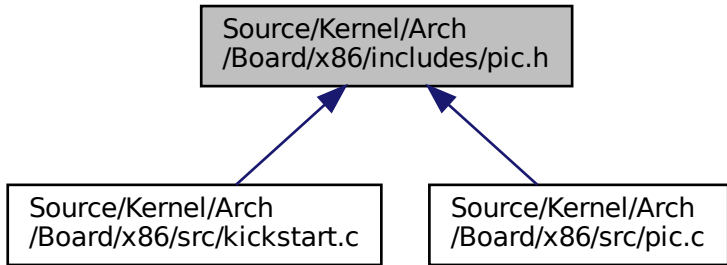 Source/Kernel/Arch
/Board/x86/includes/pic.h
Source/Kernel/Arch
/Board/x86/src/kickstart.c
Source/Kernel/Arch
/Board/x86/src/pic.c